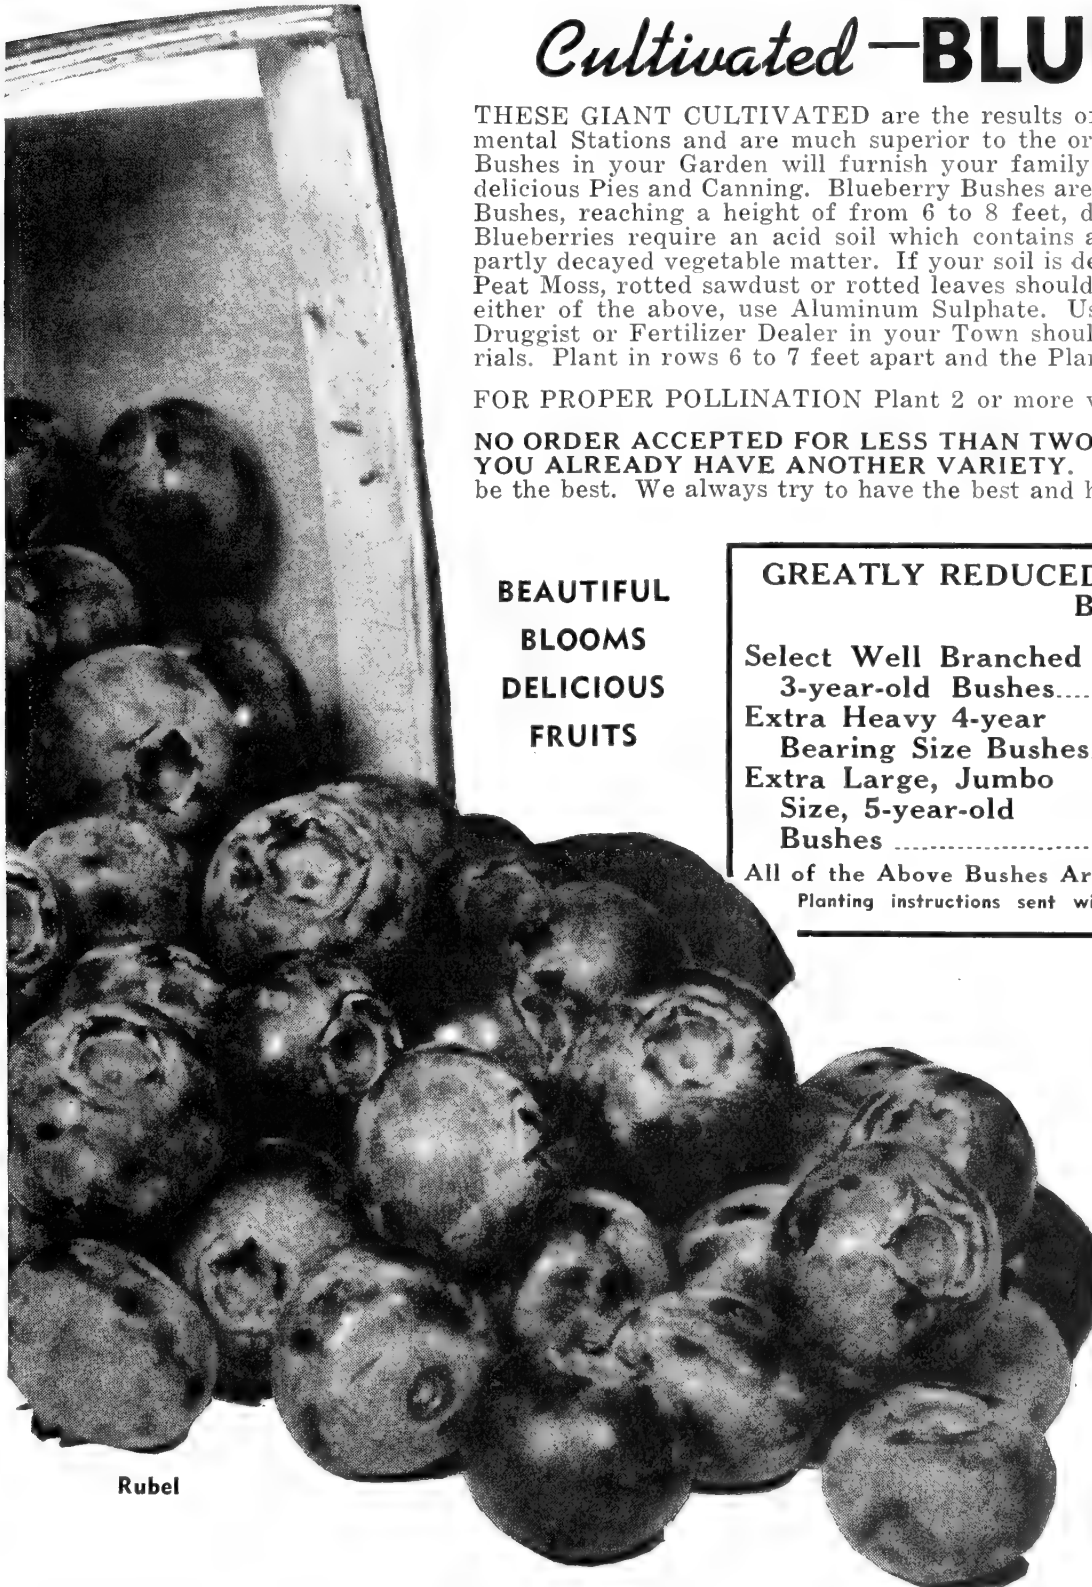 Cultivated—BLU
THESE GIANT CULTIVATED are the results o
mental Stations and are much superior to the or
Bushes in your Garden will furnish your family
delicious Pies and Canning. Blueberry Bushes are
Bushes, reaching a height of from 6 to 8 feet, d
Blueberries require an acid soil which contains a
partly decayed vegetable matter. If your soil is de
Peat Moss, rotted sawdust or rotted leaves should
either of the above, use Aluminum Sulphate. Us
Druggist or Fertilizer Dealer in your Town shoul
rials. Plant in rows 6 to 7 feet apart and the Plan
FOR PROPER POLLINATION Plant 2 or more v
NO ORDER ACCEPTED FOR LESS THAN TWO
YOU ALREADY HAVE ANOTHER VARIETY.
be the best. We always try to have the best and h
BEAUTIFUL
BLOOMS
DELICIOUS
FRUITS
GREATLY REDUCED
B
Select Well Branched
3-year-old Bushes....
Extra Heavy 4-year
Bearing Size Bushes
Extra Large, Jumbo
Size, 5-year-old
Bushes ........................
All of the Above Bushes Ar
Planting instructions sent wi
Rubel